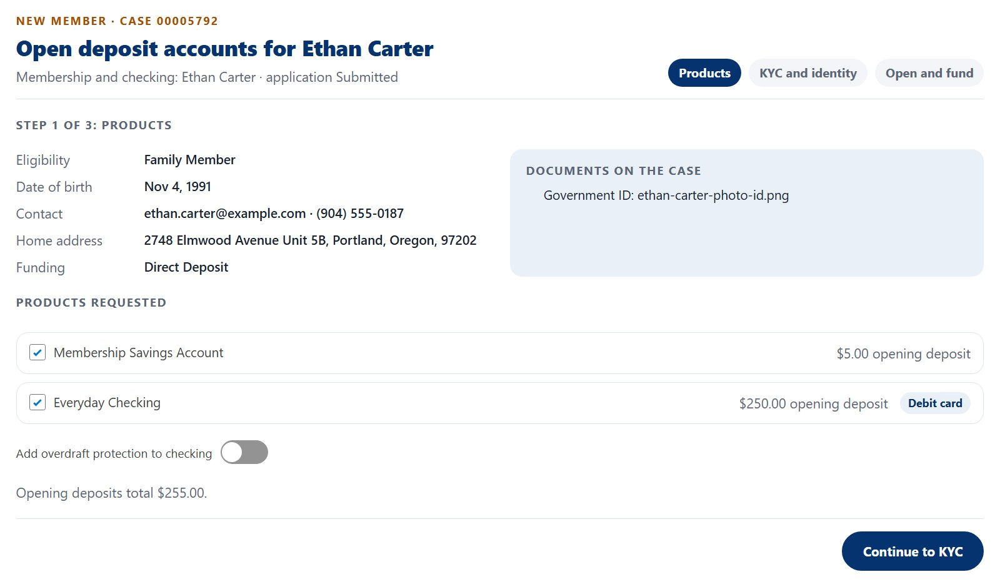 NEW MEMBER · CASE 00005792
Open deposit accounts for Ethan Carter
Membership and checking: Ethan Carter · application Submitted
Products
KYC and identity
Open and fund
STEP 1 OF 3: PRODUCTS
Eligibility Family Member
Date of birth Nov 4, 1991
Contact ethan.carter@example.com · (904) 555-0187
Home address 2748 Elmwood Avenue Unit 5B, Portland, Oregon, 97202
Funding Direct Deposit
DOCUMENTS ON THE CASE
Government ID: ethan-carter-photo-id.png
PRODUCTS REQUESTED
Membership Savings Account $5.00 opening deposit
Everyday Checking $250.00 opening deposit Debit card
Add overdraft protection to checking
Opening deposits total $255.00.
Continue to KYC